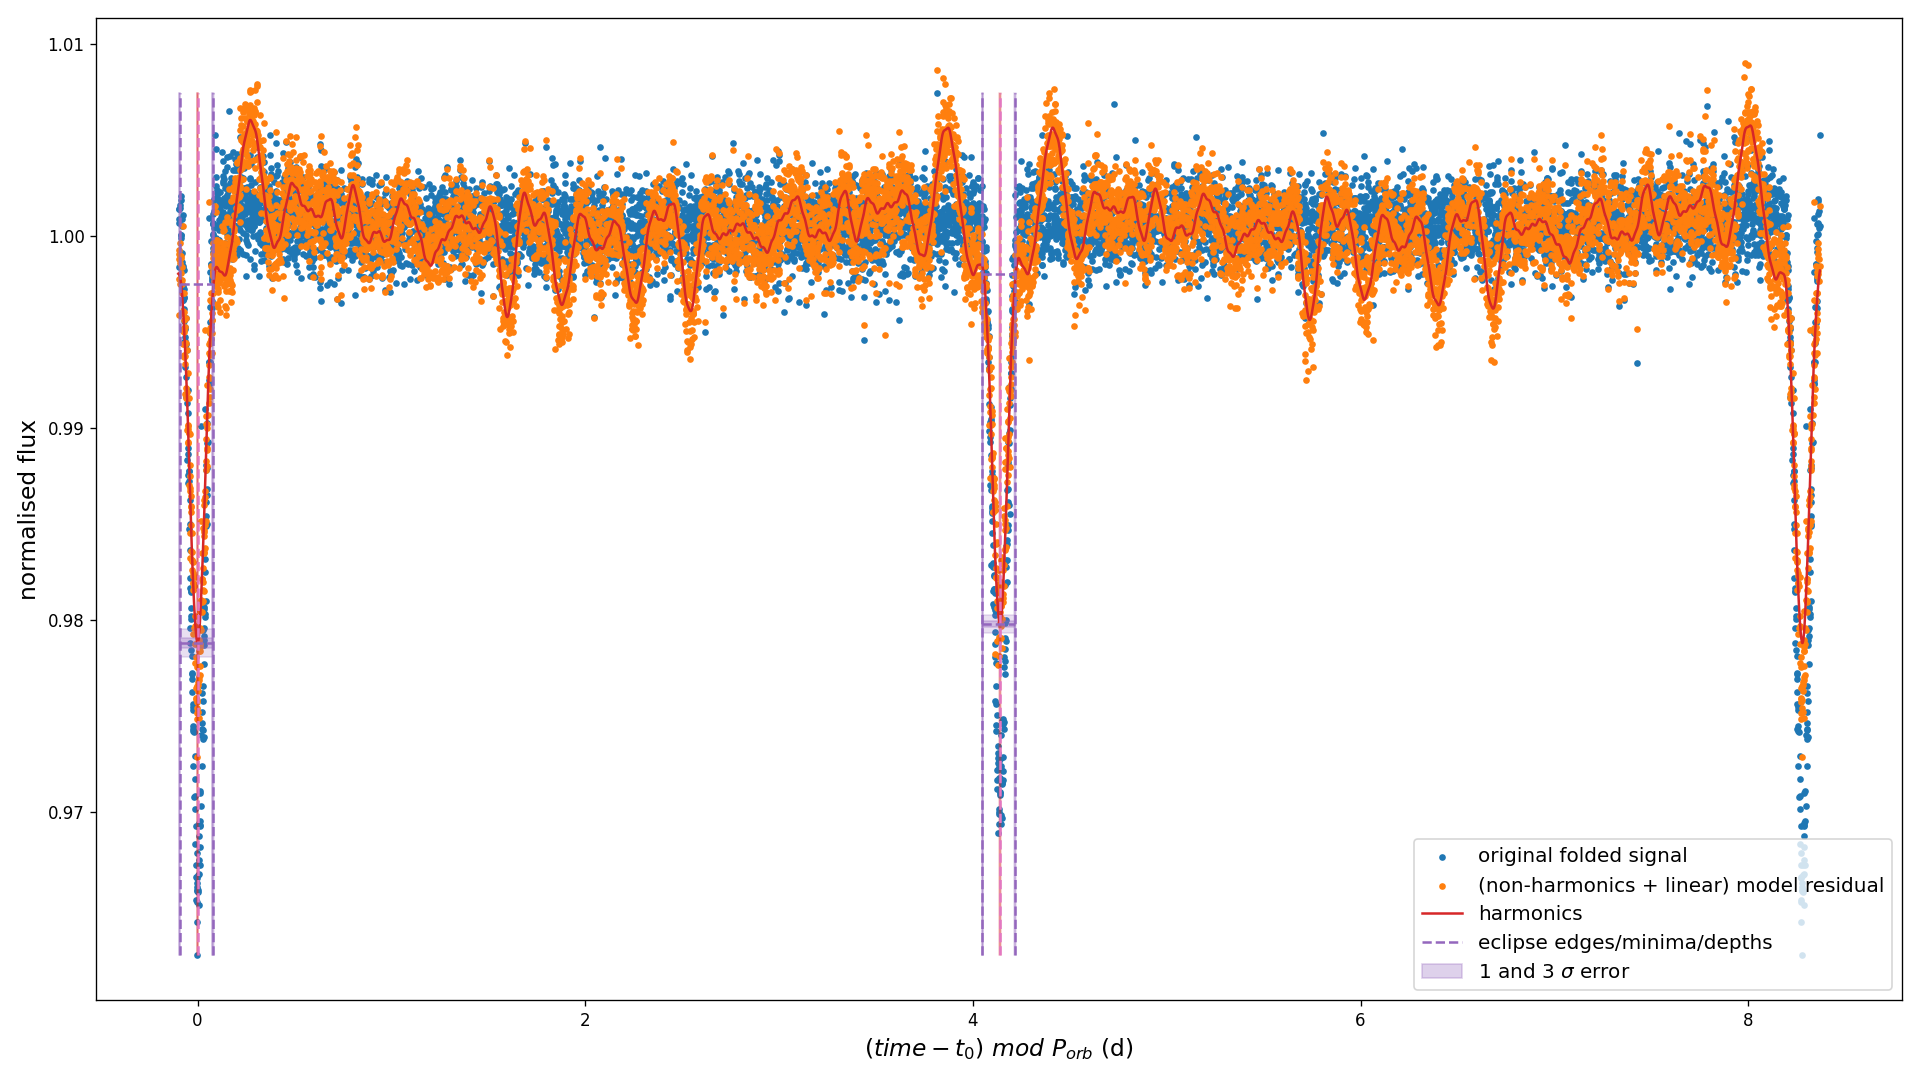 1.01
1.00
0.99
0.98
0.97
normalised flux
0 2 4 6 8
(time − t₀) mod P_orb (d)
original folded signal
(non-harmonics + linear) model residual
harmonics
eclipse edges/minima/depths
1 and 3 σ error